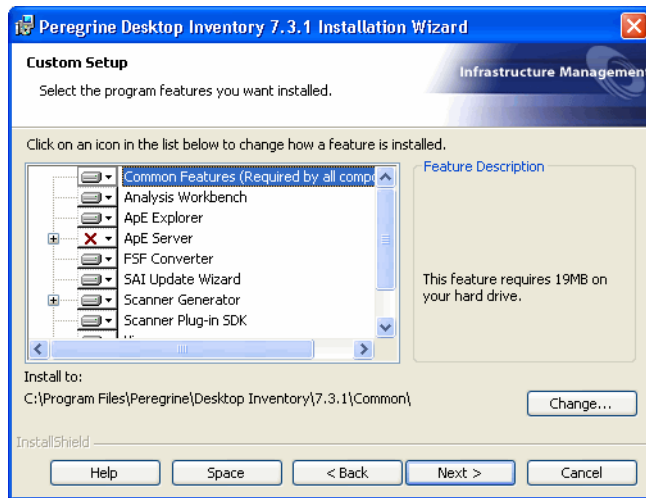 Peregrine Desktop Inventory 7.3.1 Installation Wizard
Custom Setup
Select the program features you want installed.
Infrastructure Managemen
Click on an icon in the list below to change how a feature is installed.
Common Features (Required by all compo
Analysis Workbench
ApE Explorer
ApE Server
FSF Converter
SAI Update Wizard
Scanner Generator
Scanner Plug-in SDK
Feature Description
This feature requires 19MB on
your hard drive.
Install to:
C:\Program Files\Peregrine\Desktop Inventory\7.3.1\Common\
Change...
InstallShield
Help
Space
< Back
Next >
Cancel